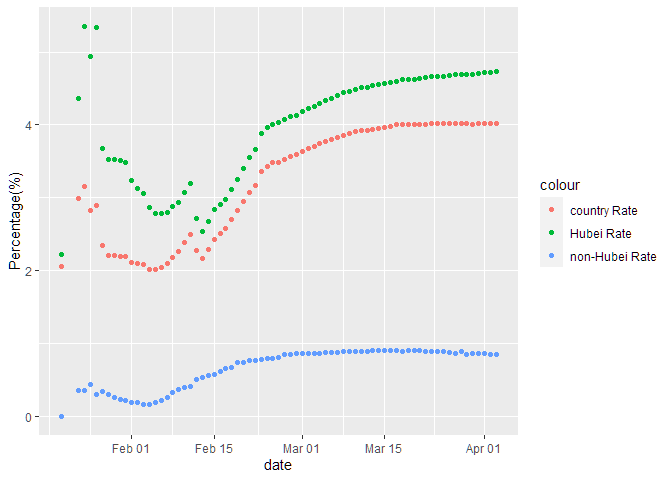 Percentage(%)
4
2
0
Feb 01
Feb 15
Mar 01
Mar 15
Apr 01
date
colour
country Rate
Hubei Rate
non-Hubei Rate